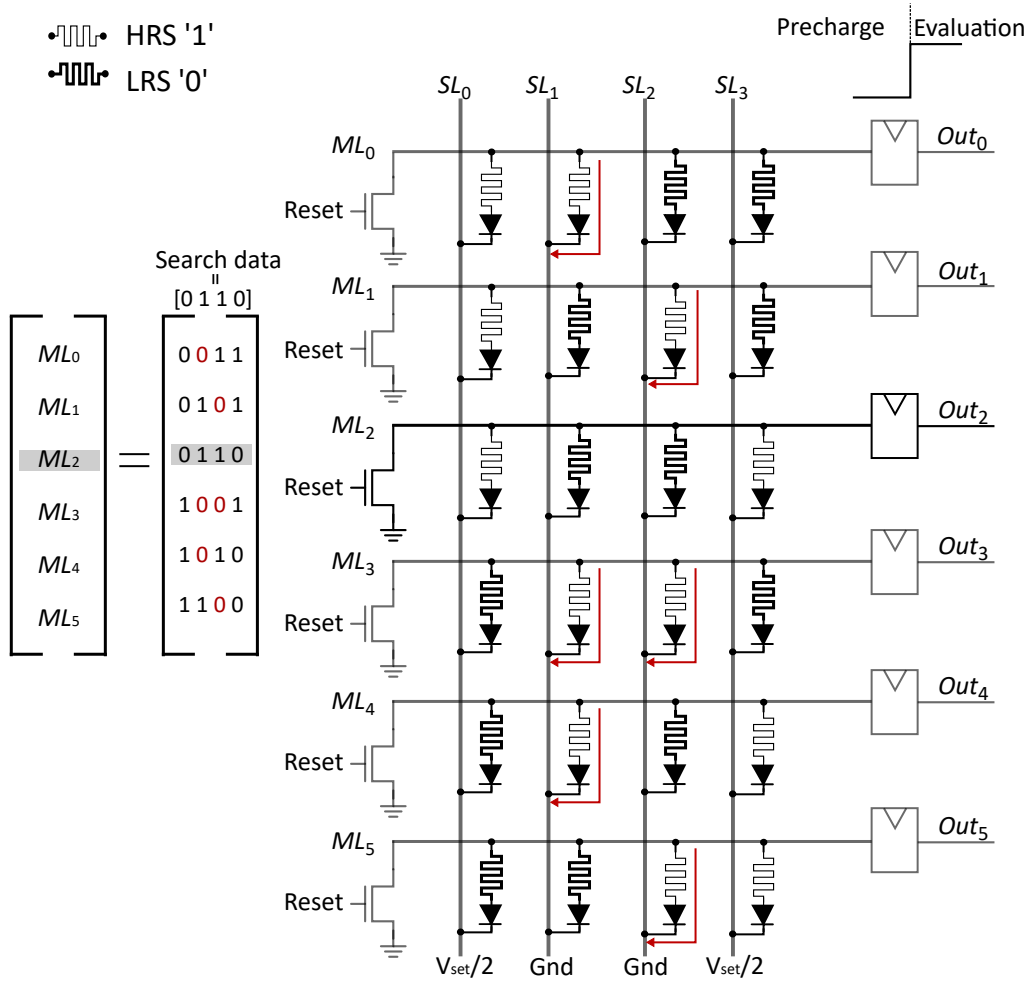 HRS '1'
LRS '0'
Precharge
Evaluation
SL0
SL1
SL2
SL3
ML0
Out0
Reset
ML1
Out1
Reset
ML2
Out2
Reset
ML3
Out3
Reset
ML4
Out4
Reset
ML5
Out5
Reset
Vset/2
Gnd
Gnd
Vset/2
Search data
=
[0 1 1 0]
ML0
0 0 1 1
ML1
0 1 0 1
ML2
=
0 1 1 0
ML3
1 0 0 1
ML4
1 0 1 0
ML5
1 1 0 0